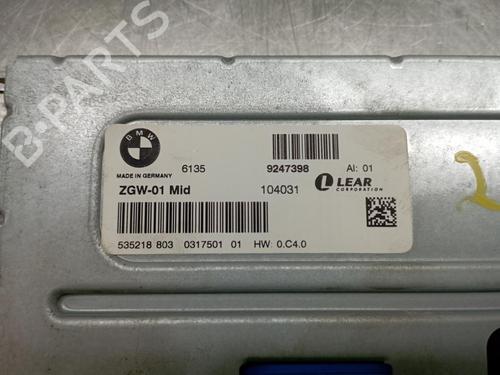 B-PARTS
BMW
MADE IN GERMANY
6135
9247398
AI: 01
ZGW-01 Mid
104031
LEAR
CORPORATION
535218 803 0317501 01 HW: 0.C4.0